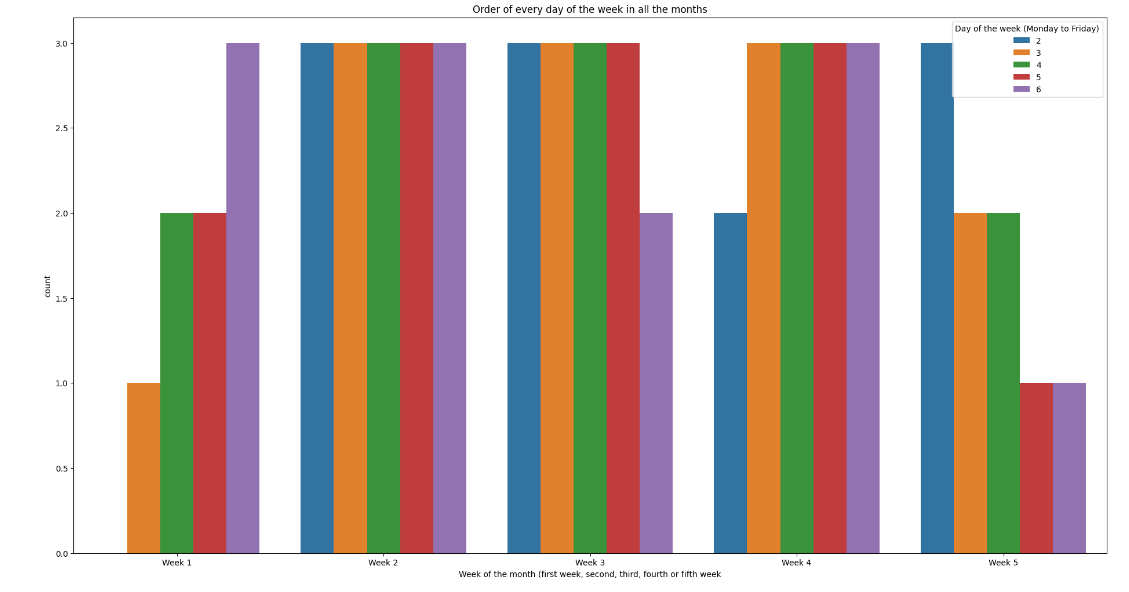 Order of every day of the week in all the months
Day of the week (Monday to Friday)
2
3
4
5
6
3.0
2.5
2.0
1.5
1.0
0.5
0.0
count
Week 1 Week 2 Week 3 Week 4 Week 5
Week of the month (first week, second, third, fourth or fifth week